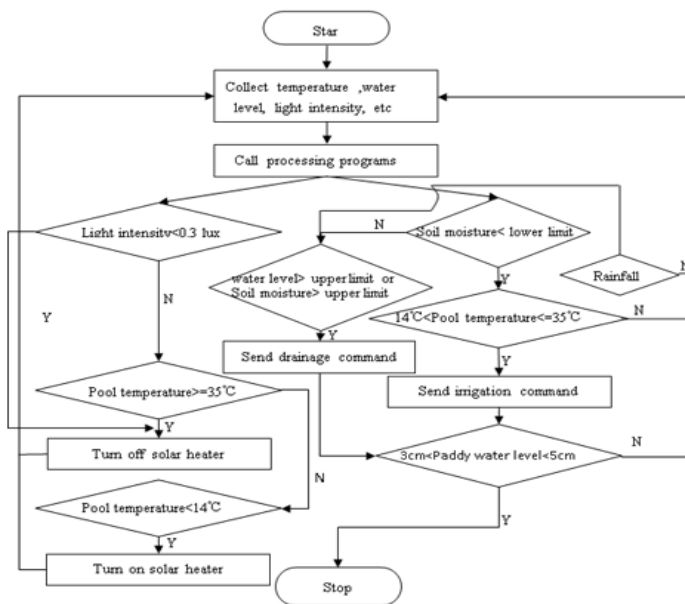 Star
Collect temperature ,water
level, light intensity, etc
Call processing programs
Light intensity<0.3 lux
N
Soil moisture< lower limit
Rainfall
N
Y
water level> upper limit or
Soil moisture> upper limit
N
Y
14℃<Pool temperature<=35℃
N
Y
Send drainage command
Y
Pool temperature>=35℃
Send irrigation command
Y
Turn off solar heater
3cm<Paddy water level<5cm
N
N
Pool temperature<14℃
Y
Y
Turn on solar heater
Stop